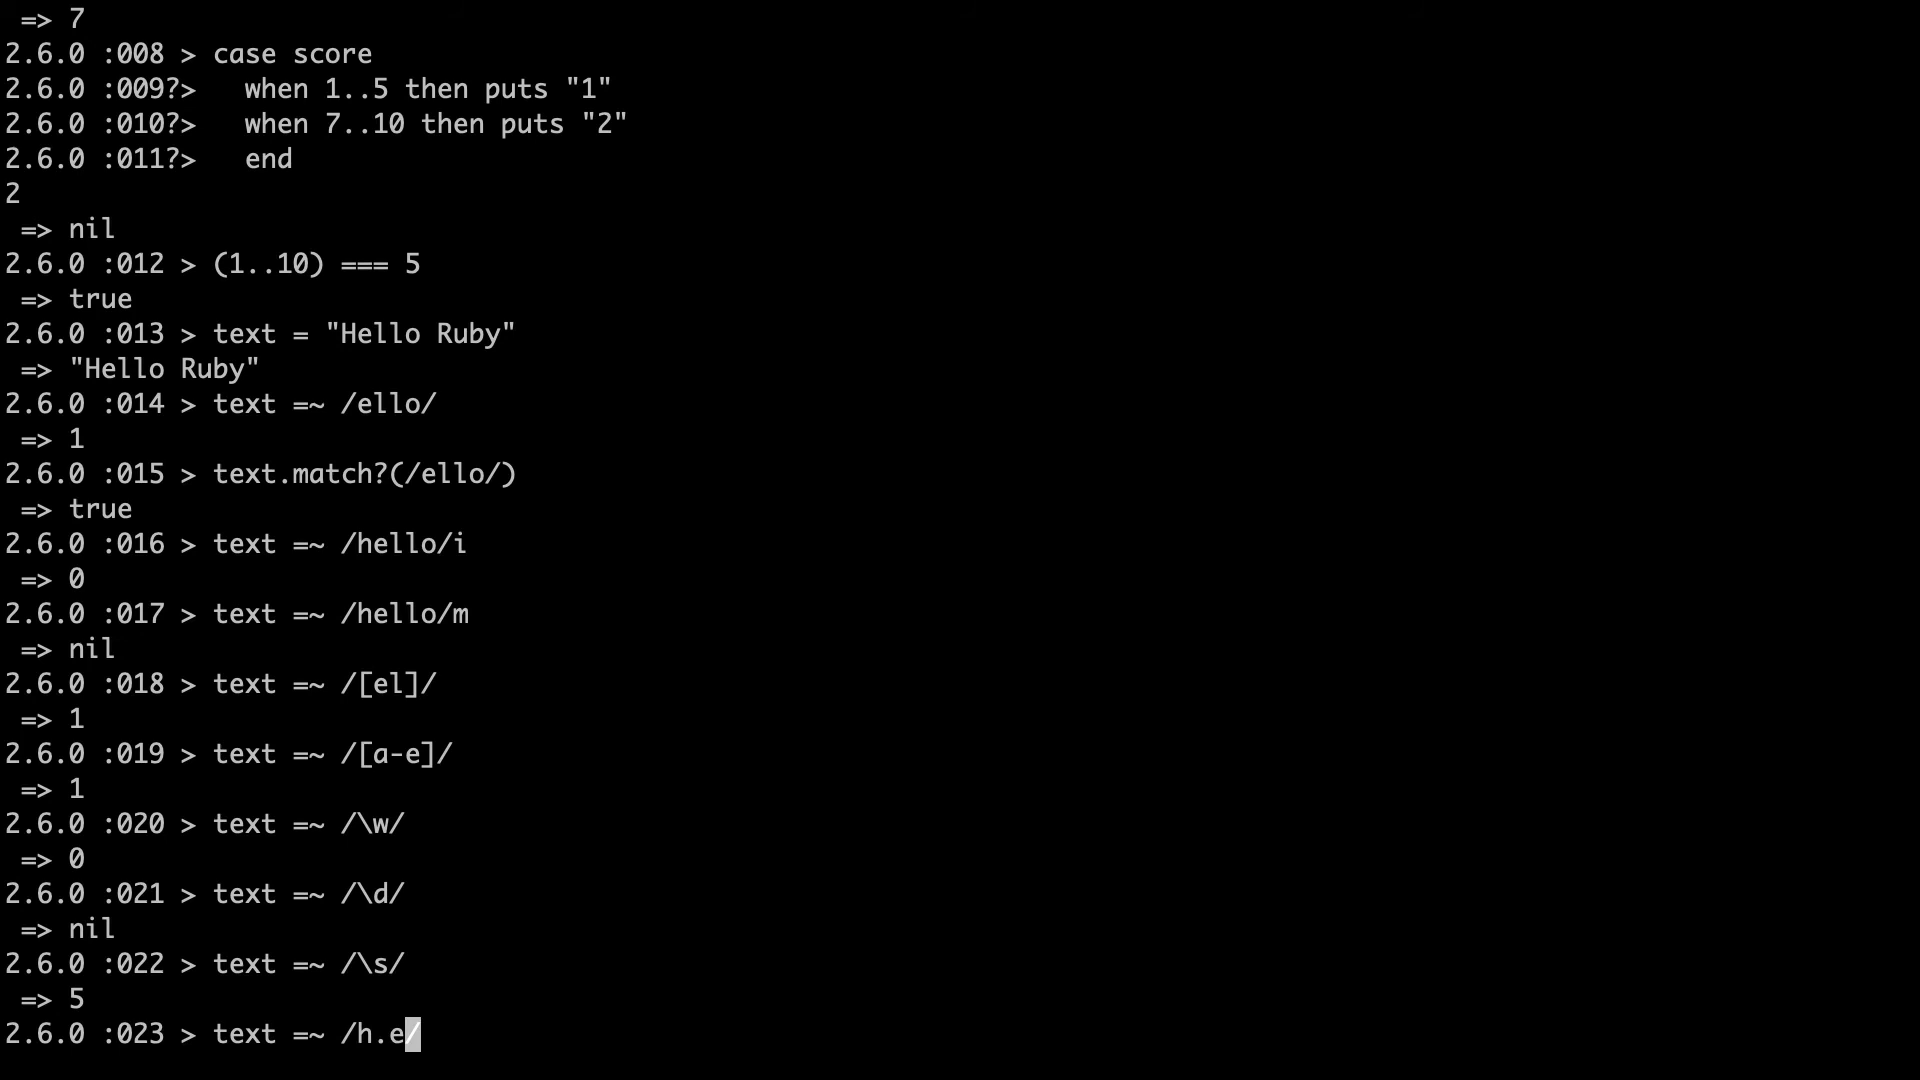 => 7
2.6.0 :008 > case score
2.6.0 :009?>   when 1..5 then puts "1"
2.6.0 :010?>   when 7..10 then puts "2"
2.6.0 :011?>   end
2
 => nil
2.6.0 :012 > (1..10) === 5
 => true
2.6.0 :013 > text = "Hello Ruby"
 => "Hello Ruby"
2.6.0 :014 > text =~ /ello/
 => 1
2.6.0 :015 > text.match?(/ello/)
 => true
2.6.0 :016 > text =~ /hello/i
 => 0
2.6.0 :017 > text =~ /hello/m
 => nil
2.6.0 :018 > text =~ /[el]/
 => 1
2.6.0 :019 > text =~ /[a-e]/
 => 1
2.6.0 :020 > text =~ /\w/
 => 0
2.6.0 :021 > text =~ /\d/
 => nil
2.6.0 :022 > text =~ /\s/
 => 5
2.6.0 :023 > text =~ /h.e/